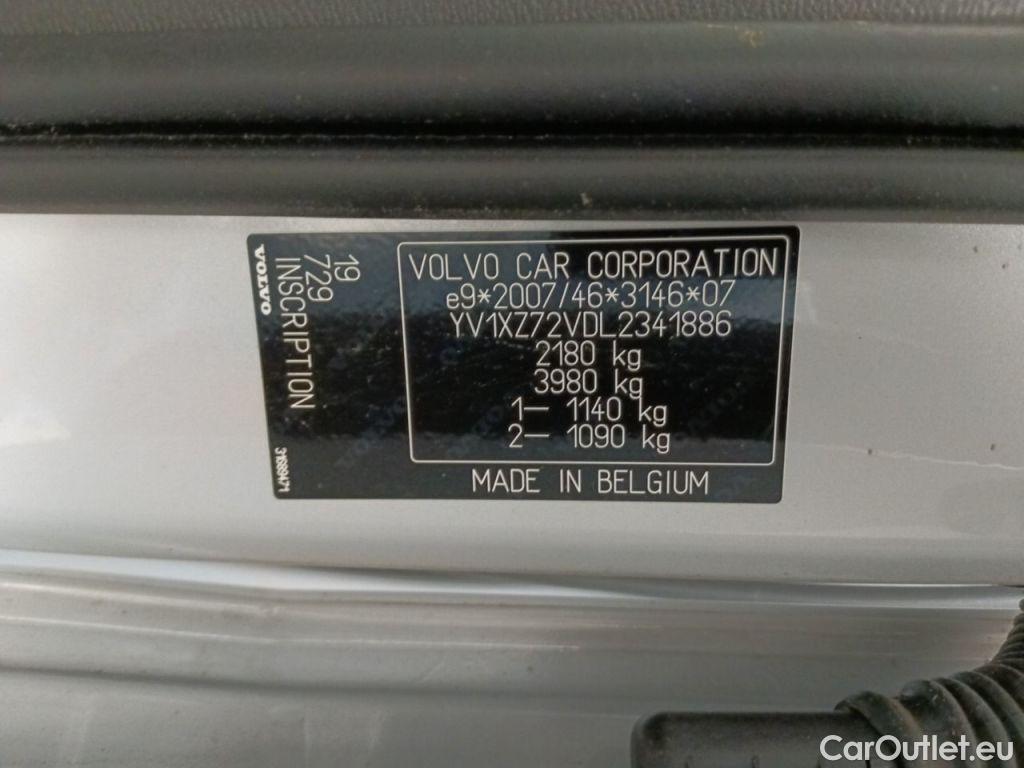 VOLVO
19
729
INSCRIPTION
31689471
VOLVO CAR CORPORATION
e9*2007/46*3146*07
YV1XZ72VDL2341886
2180 kg
3980 kg
1– 1140 kg
2– 1090 kg
MADE IN BELGIUM
CarOutlet.eu